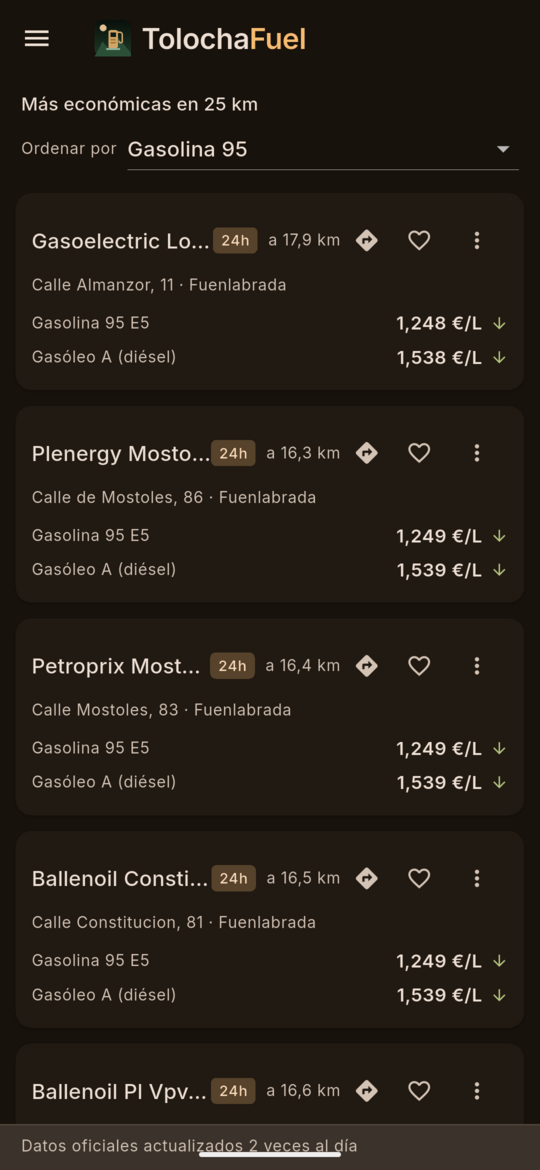 TolochaFuel
Más económicas en 25 km
Ordenar por Gasolina 95
Gasoelectric Lo... 24h a 17,9 km
Calle Almanzor, 11 · Fuenlabrada
Gasolina 95 E5 1,248 €/L ↓
Gasóleo A (diésel) 1,538 €/L ↓
Plenergy Mosto... 24h a 16,3 km
Calle de Mostoles, 86 · Fuenlabrada
Gasolina 95 E5 1,249 €/L ↓
Gasóleo A (diésel) 1,539 €/L ↓
Petroprix Most... 24h a 16,4 km
Calle Mostoles, 83 · Fuenlabrada
Gasolina 95 E5 1,249 €/L ↓
Gasóleo A (diésel) 1,539 €/L ↓
Ballenoil Consti... 24h a 16,5 km
Calle Constitucion, 81 · Fuenlabrada
Gasolina 95 E5 1,249 €/L ↓
Gasóleo A (diésel) 1,539 €/L ↓
Ballenoil Pl Vpv... 24h a 16,6 km
Datos oficiales actualizados 2 veces al día